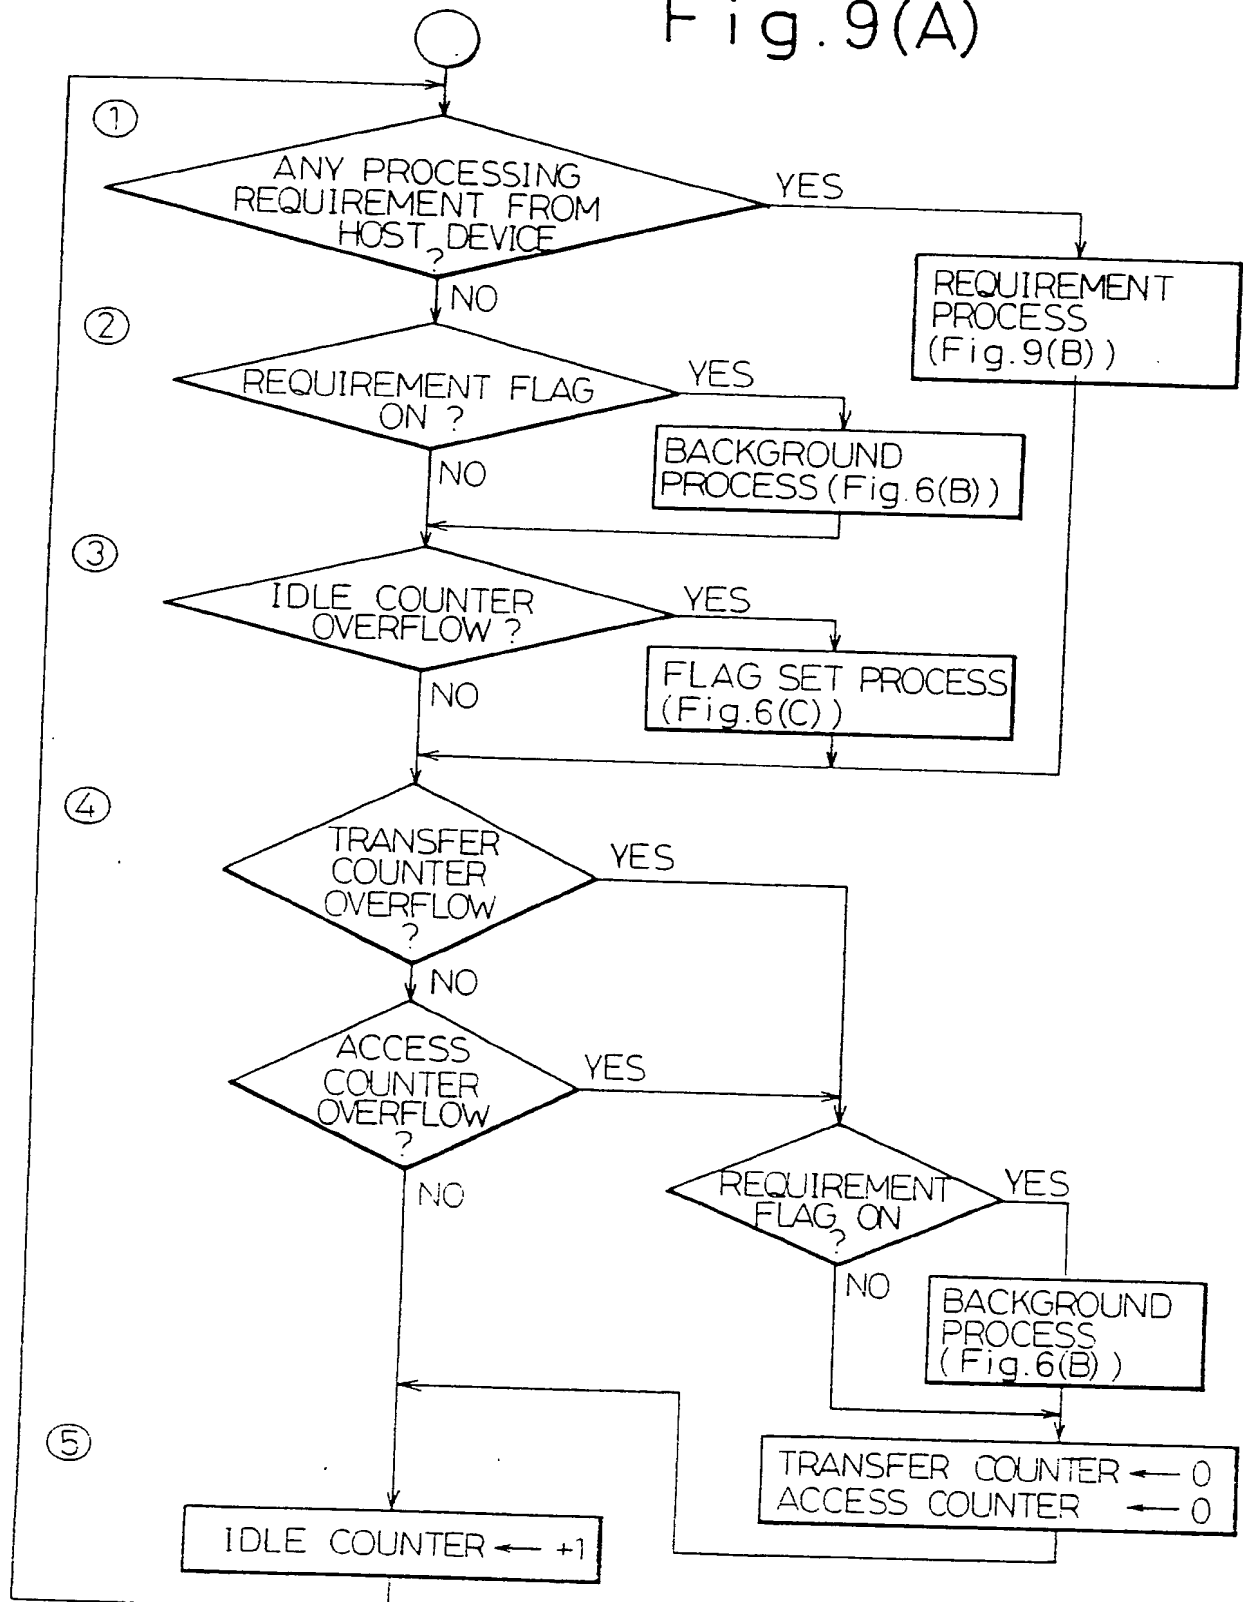 Fig.9(A)
①
ANY PROCESSING
REQUIREMENT FROM
HOST DEVICE
?
YES
NO
REQUIREMENT
PROCESS
(Fig.9(B))
②
REQUIREMENT FLAG
ON ?
YES
NO
BACKGROUND
PROCESS (Fig.6(B))
③
IDLE COUNTER
OVERFLOW ?
YES
NO
FLAG SET PROCESS
(Fig.6(C))
④
TRANSFER
COUNTER
OVERFLOW
?
YES
NO
ACCESS
COUNTER
OVERFLOW
?
YES
NO
REQUIREMENT
FLAG ON
?
YES
NO
BACKGROUND
PROCESS
(Fig.6(B))
TRANSFER COUNTER ← 0
ACCESS COUNTER ← 0
⑤
IDLE COUNTER ← +1